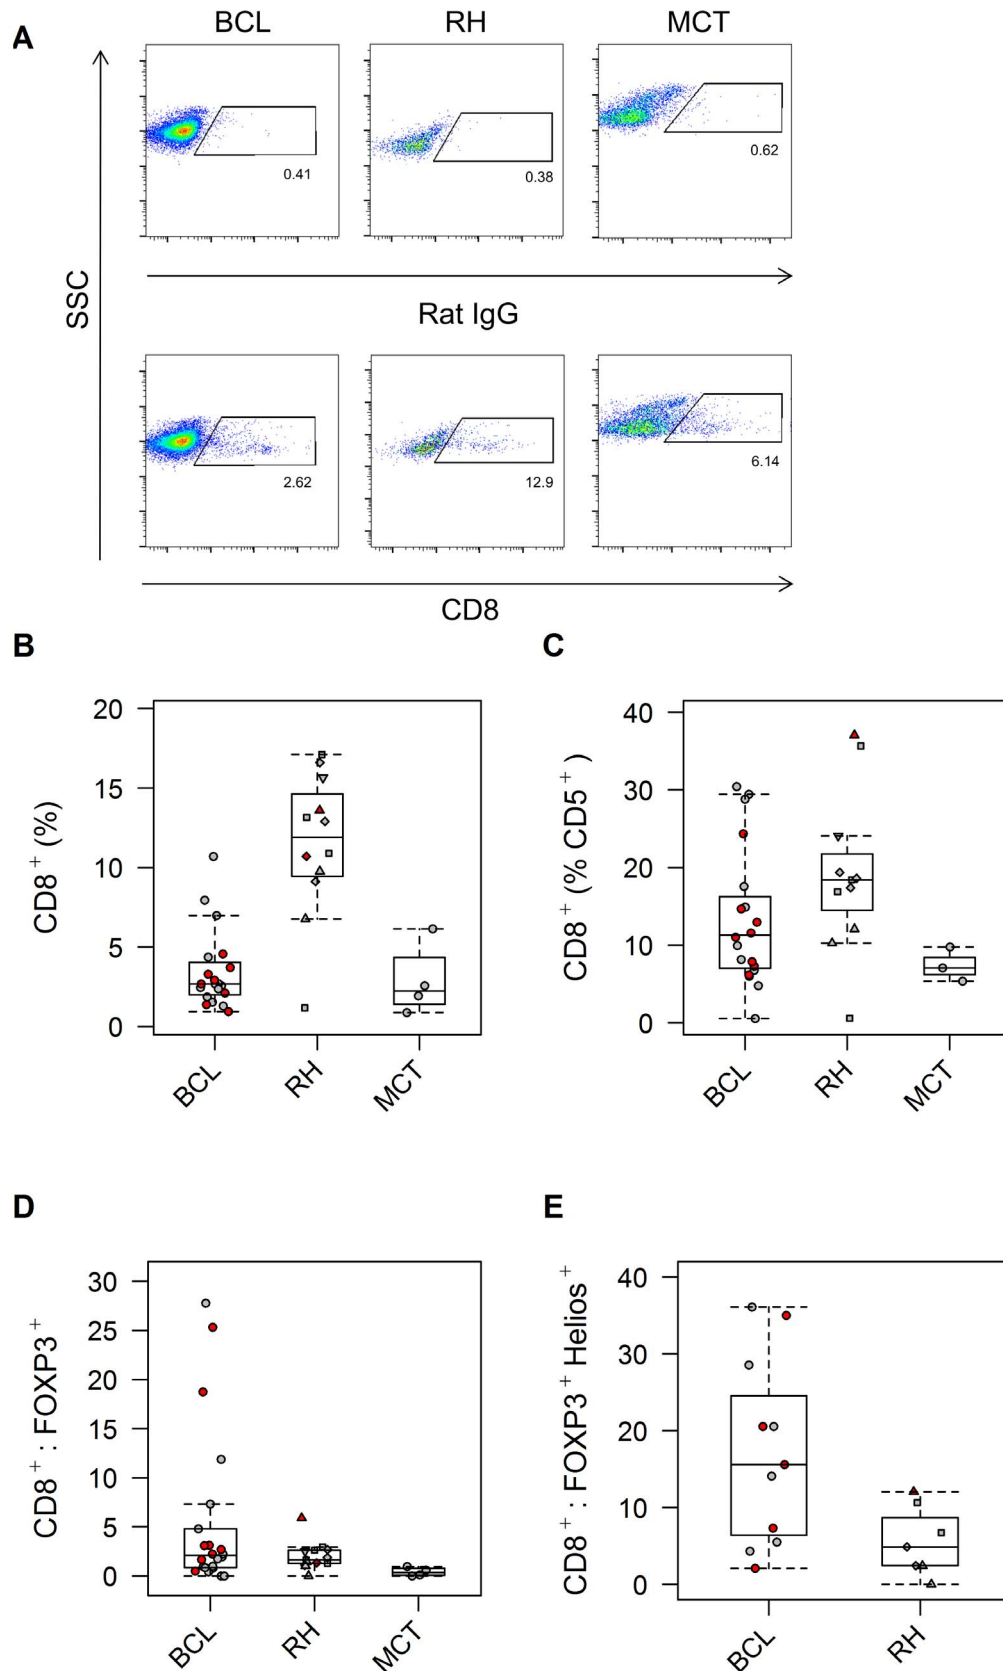 A
BCL RH MCT
0.41 0.38 0.62
SSC
Rat IgG
2.62 12.9 6.14
CD8
B C
CD8⁺ (%)
20
15
10
5
0
BCL RH MCT
CD8⁺ (% CD5⁺)
40
30
20
10
0
BCL RH MCT
D E
CD8⁺ : FOXP3⁺
30
25
20
15
10
5
0
BCL RH MCT
CD8⁺ : FOXP3⁺ Helios⁺
40
30
20
10
0
BCL RH